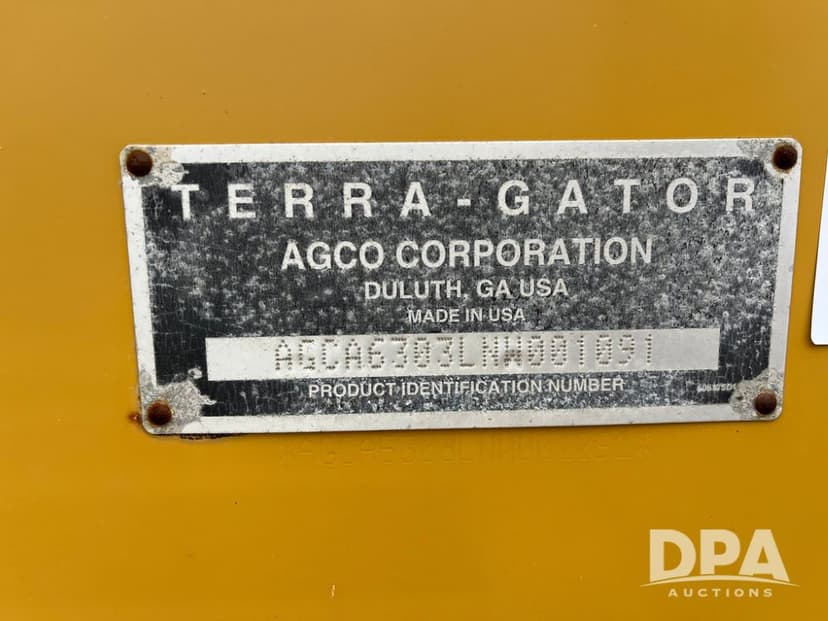 TERRA-GATOR
AGCO CORPORATION
DULUTH, GA USA
MADE IN USA
AGCA6303LNW001091
PRODUCT IDENTIFICATION NUMBER
DPA
AUCTIONS